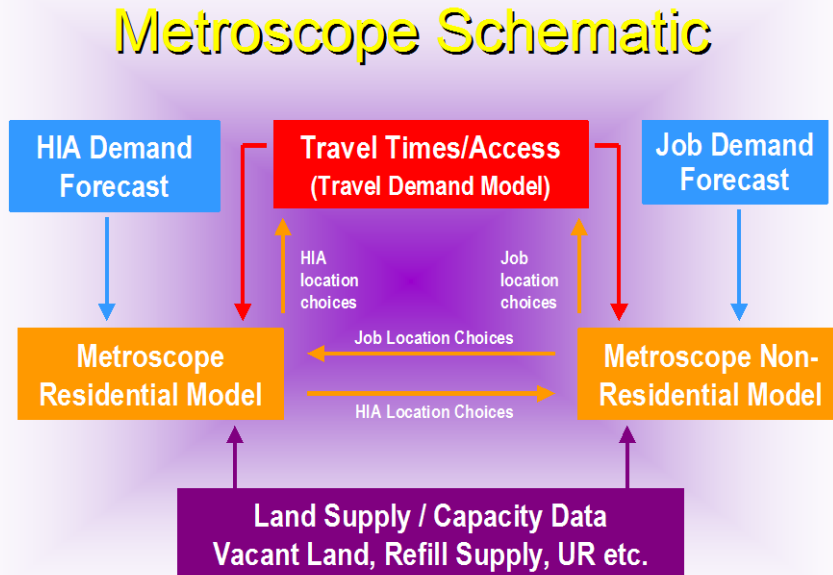 Metroscope Schematic
HIA Demand
Forecast
Travel Times/Access
(Travel Demand Model)
Job Demand
Forecast
HIA
location
choices
Job
location
choices
Metroscope
Residential Model
Job Location Choices
HIA Location Choices
Metroscope Non-
Residential Model
Land Supply / Capacity Data
Vacant Land, Refill Supply, UR etc.